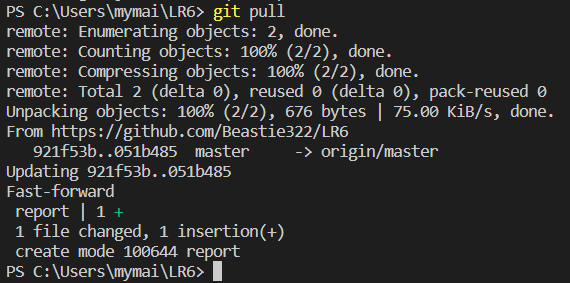 PS C:\Users\mymai\LR6> git pull
remote: Enumerating objects: 2, done.
remote: Counting objects: 100% (2/2), done.
remote: Compressing objects: 100% (2/2), done.
remote: Total 2 (delta 0), reused 0 (delta 0), pack-reused 0
Unpacking objects: 100% (2/2), 676 bytes | 75.00 KiB/s, done.
From https://github.com/Beastie322/LR6
   921f53b..051b485  master     -> origin/master
Updating 921f53b..051b485
Fast-forward
 report | 1 +
 1 file changed, 1 insertion(+)
 create mode 100644 report
PS C:\Users\mymai\LR6>